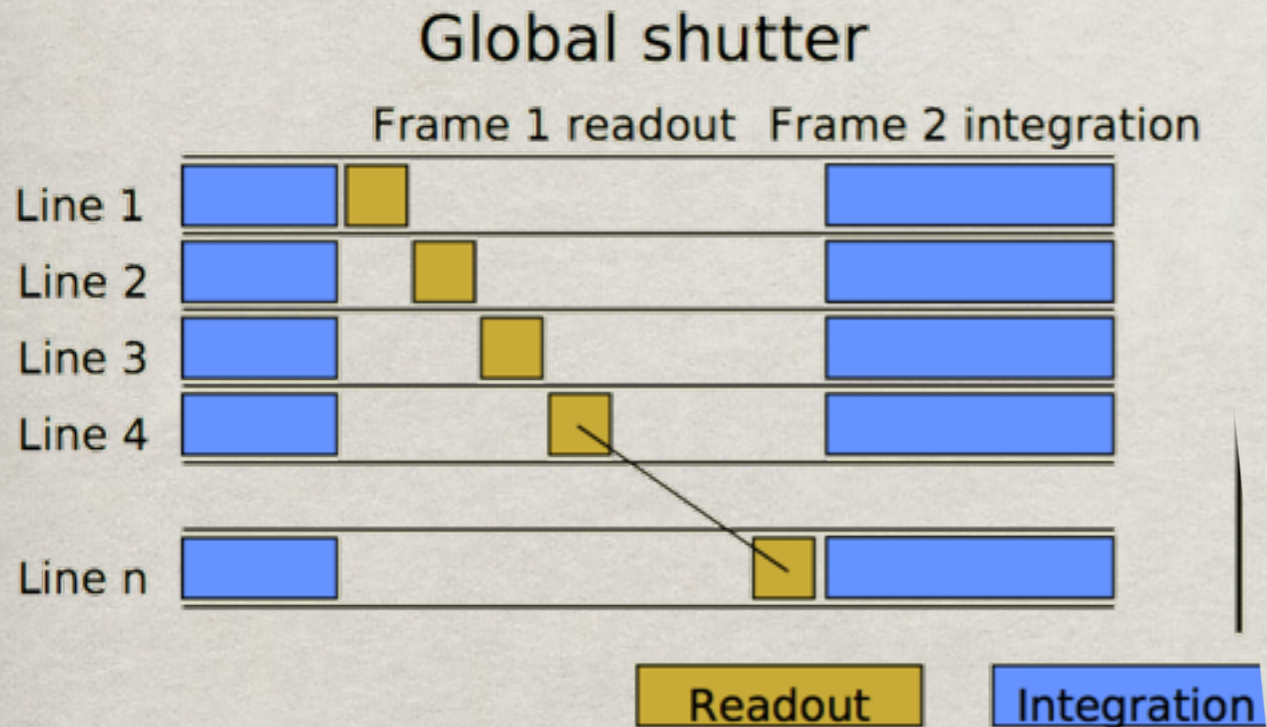 Global shutter
Frame 1 readout Frame 2 integration
Line 1
Line 2
Line 3
Line 4
Line n
Readout Integration